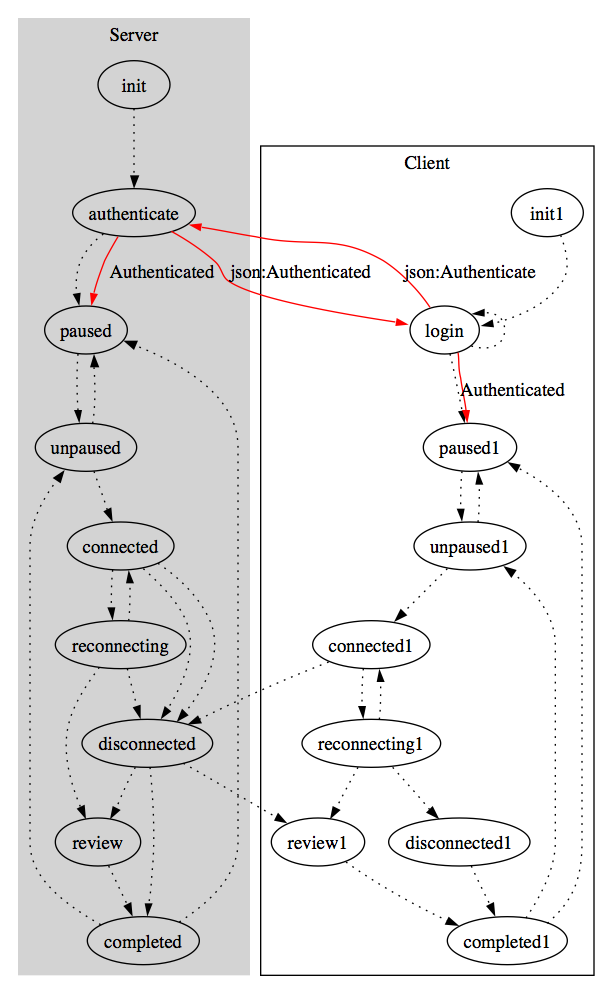 Server
init
Client
authenticate
init1
Authenticated
json:Authenticated
json:Authenticate
paused
login
Authenticated
unpaused
paused1
connected
unpaused1
reconnecting
connected1
disconnected
reconnecting1
review
review1
disconnected1
completed
completed1